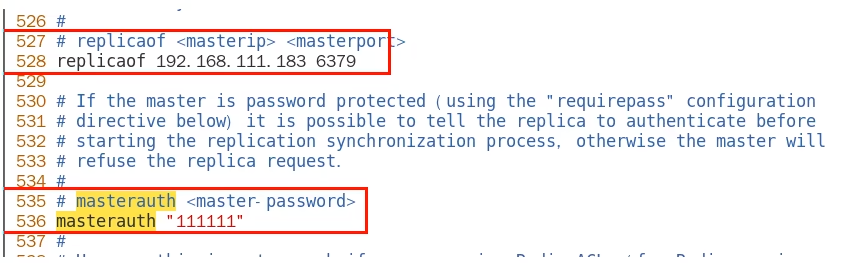 526 #
527 # replicaof <masterip> <masterport>
528 replicaof 192.168.111.183 6379
529
530 # If the master is password protected (using the "requirepass" configuration
531 # directive below) it is possible to tell the replica to authenticate before
532 # starting the replication synchronization process, otherwise the master will
533 # refuse the replica request.
534 #
535 # masterauth <master-password>
536 masterauth "111111"
537 #